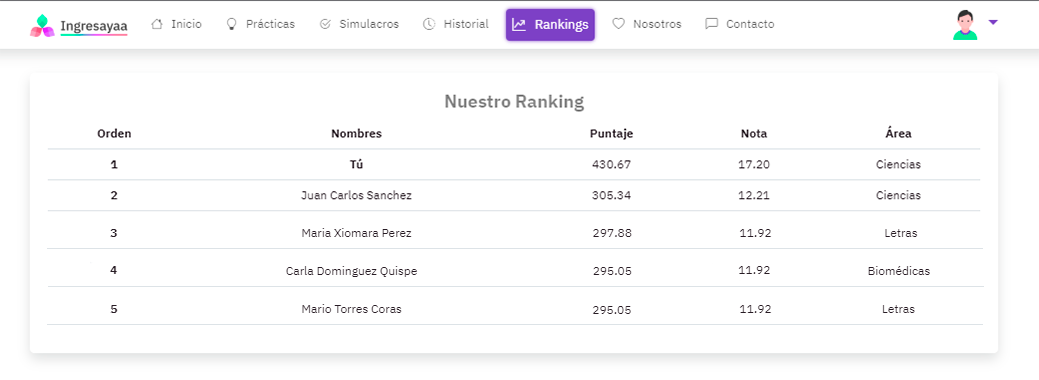 Ingresayaa Inicio Prácticas Simulacros Historial Rankings Nosotros Contacto
Nuestro Ranking
Orden Nombres Puntaje Nota Área
1 Tú 430.67 17.20 Ciencias
2 Juan Carlos Sanchez 305.34 12.21 Ciencias
3 Maria Xiomara Perez 297.88 11.92 Letras
4 Carla Dominguez Quispe 295.05 11.92 Biomédicas
5 Mario Torres Coras 295.05 11.92 Letras